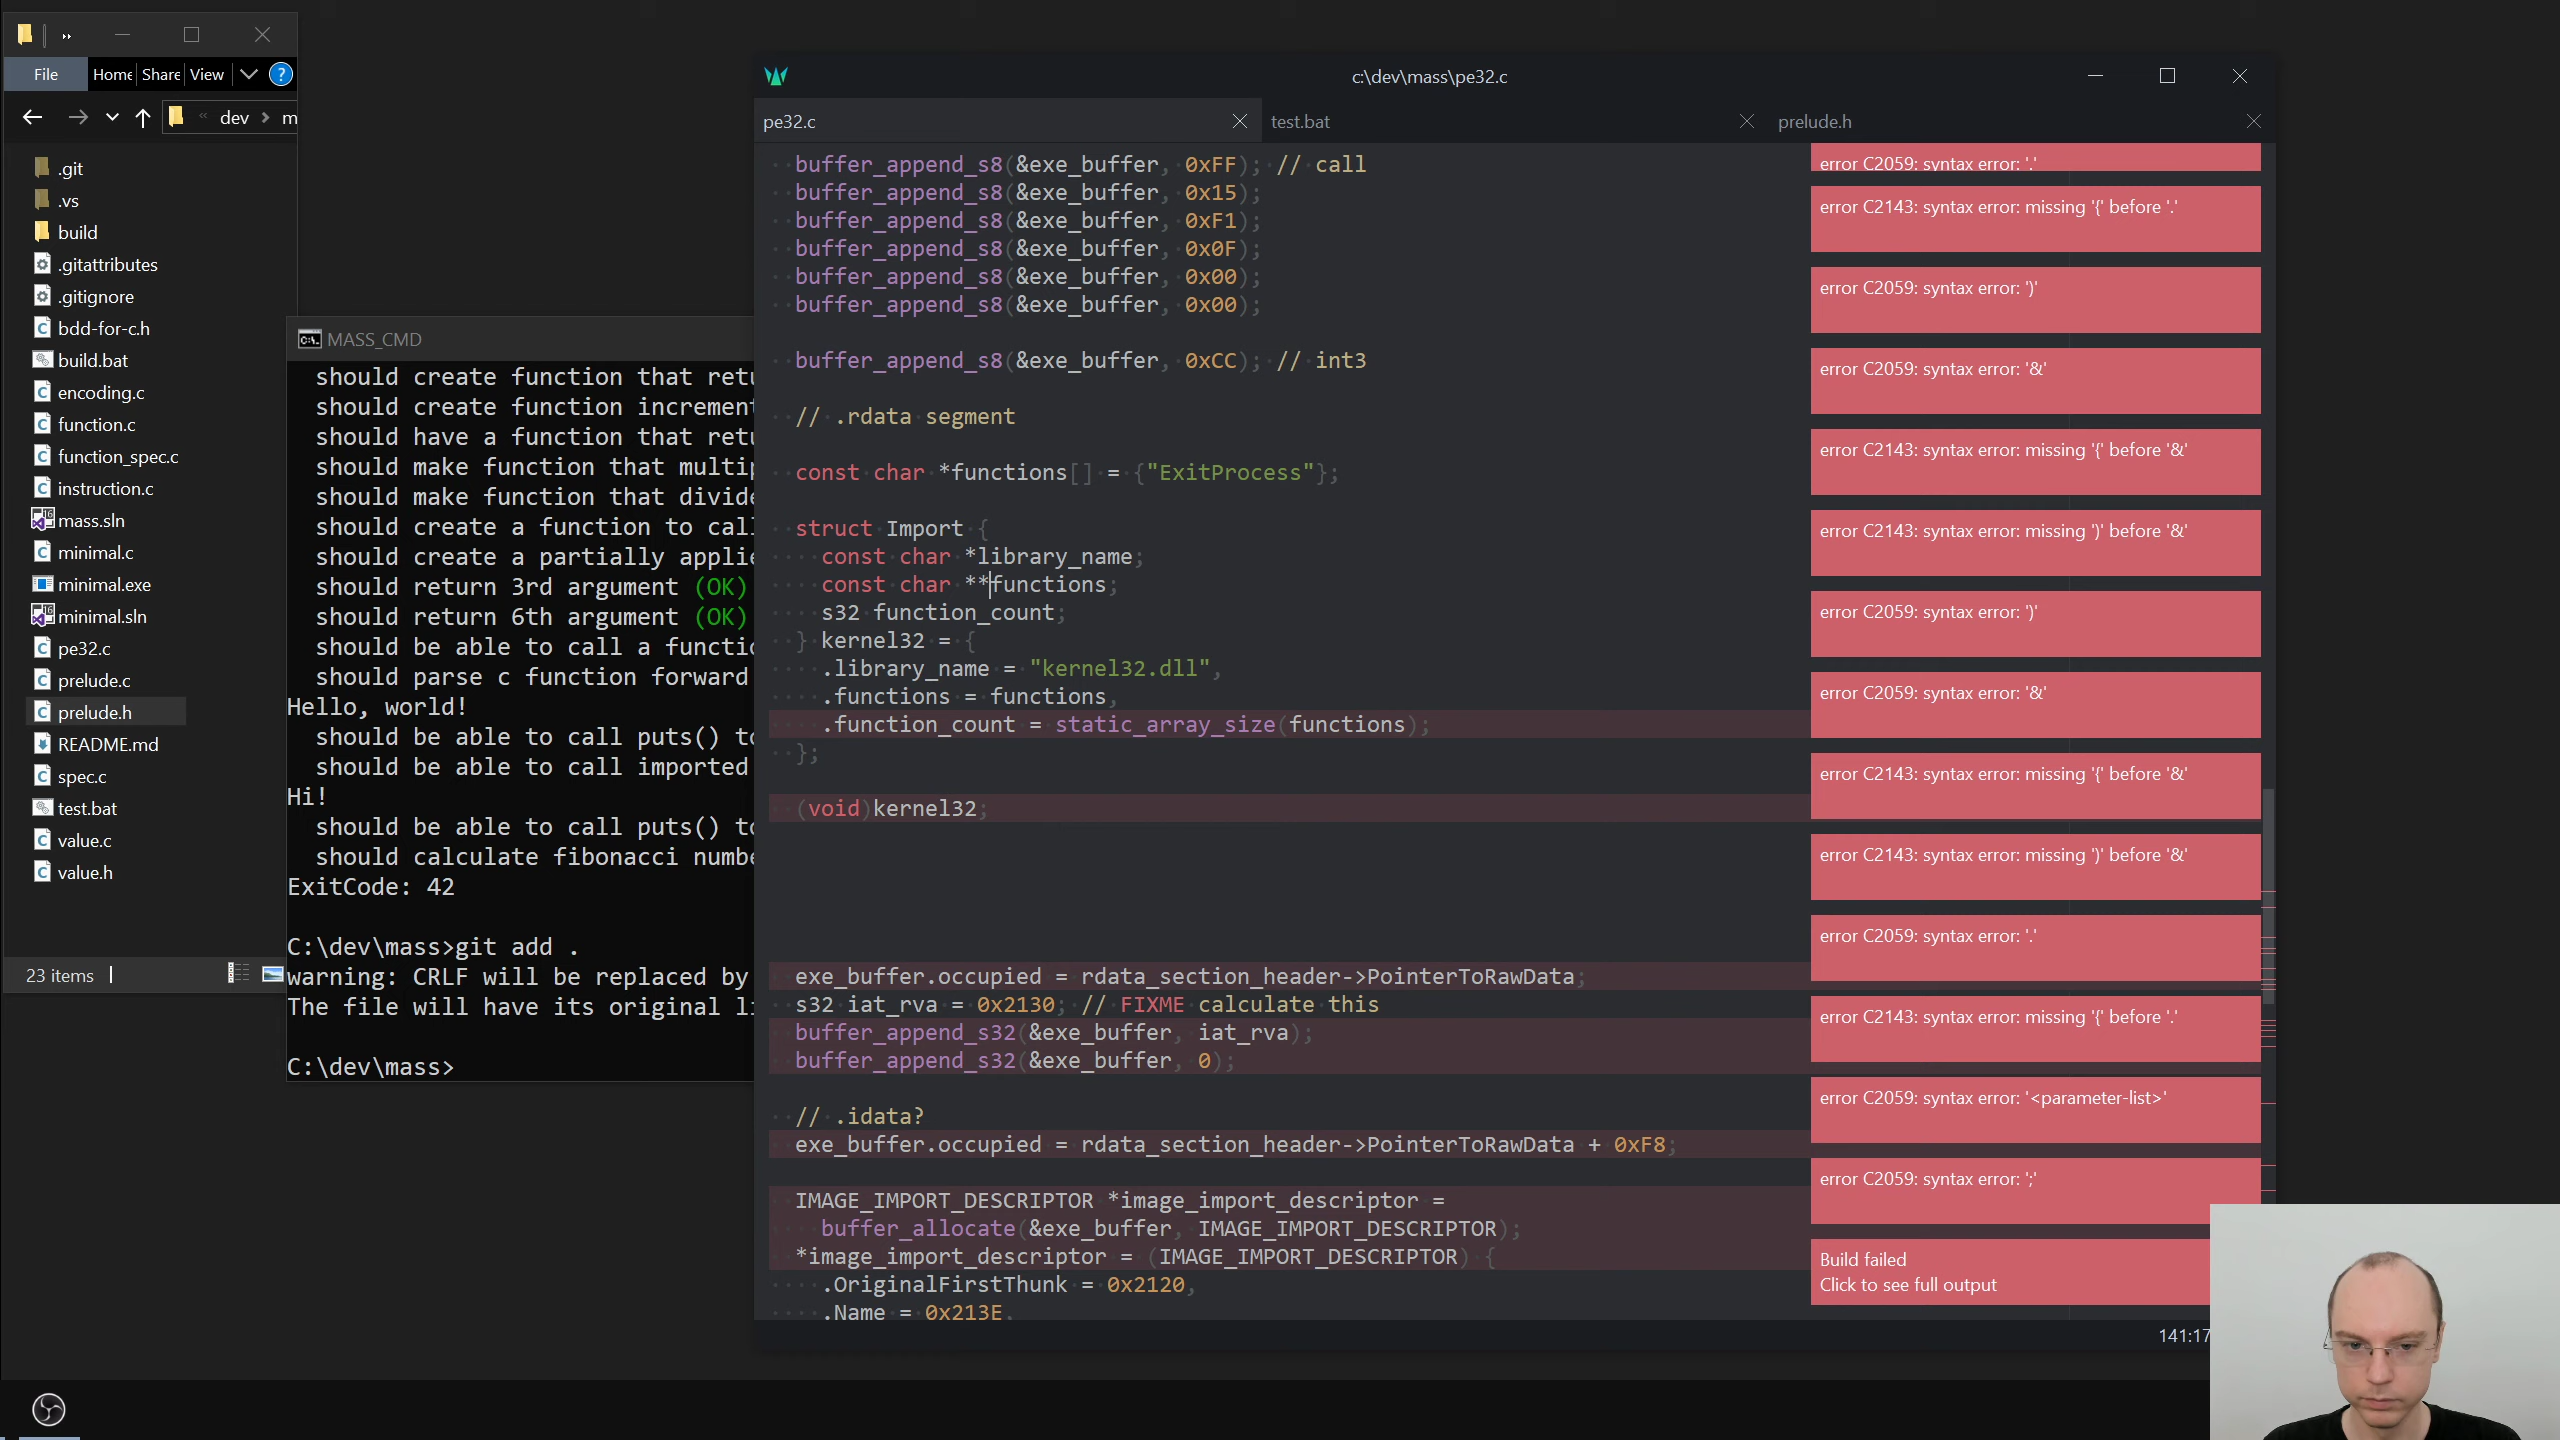 File Home Share View ?
dev > m
.git
.vs
build
.gitattributes
.gitignore
bdd-for-c.h
build.bat
encoding.c
function.c
function_spec.c
instruction.c
mass.sln
minimal.c
minimal.exe
minimal.sln
pe32.c
prelude.c
prelude.h
README.md
spec.c
test.bat
value.c
value.h
23 items
MASS_CMD
should create function that retu
should create function increment
should have a function that retu
should make function that multip
should make function that divide
should create a function to call
should create a partially applie
should return 3rd argument (OK)
should return 6th argument (OK)
should be able to call a functio
should parse c function forward
Hello, world!
should be able to call puts() to
should be able to call imported
Hi!
should be able to call puts() to
should calculate fibonacci numbe
ExitCode: 42
C:\dev\mass>git add .
warning: CRLF will be replaced by
The file will have its original li
C:\dev\mass>
c:\dev\mass\pe32.c
pe32.c
test.bat
prelude.h
buffer_append_s8(&exe_buffer, 0xFF); // call
buffer_append_s8(&exe_buffer, 0x15);
buffer_append_s8(&exe_buffer, 0xF1);
buffer_append_s8(&exe_buffer, 0x0F);
buffer_append_s8(&exe_buffer, 0x00);
buffer_append_s8(&exe_buffer, 0x00);
buffer_append_s8(&exe_buffer, 0xCC); // int3
// .rdata segment
const char *functions[] = {"ExitProcess"};
struct Import {
const char *library_name;
const char **functions;
s32 function_count;
} kernel32 = {
.library_name = "kernel32.dll",
.functions = functions,
.function_count = static_array_size(functions);
};
(void)kernel32;
exe_buffer.occupied = rdata_section_header->PointerToRawData;
s32 iat_rva = 0x2130; // FIXME calculate this
buffer_append_s32(&exe_buffer, iat_rva);
buffer_append_s32(&exe_buffer, 0);
// .idata?
exe_buffer.occupied = rdata_section_header->PointerToRawData + 0xF8;
IMAGE_IMPORT_DESCRIPTOR *image_import_descriptor =
buffer_allocate(&exe_buffer, IMAGE_IMPORT_DESCRIPTOR);
*image_import_descriptor = (IMAGE_IMPORT_DESCRIPTOR) {
.OriginalFirstThunk = 0x2120,
.Name = 0x213E,
error C2059: syntax error: '.'
error C2143: syntax error: missing '{' before '.'
error C2059: syntax error: ')'
error C2059: syntax error: '&'
error C2143: syntax error: missing '{' before '&'
error C2143: syntax error: missing ')' before '&'
error C2059: syntax error: ')'
error C2059: syntax error: '&'
error C2143: syntax error: missing '{' before '&'
error C2143: syntax error: missing ')' before '&'
error C2059: syntax error: '.'
error C2143: syntax error: missing '{' before '.'
error C2059: syntax error: '<parameter-list>'
error C2059: syntax error: ';'
Build failed
Click to see full output
141:17